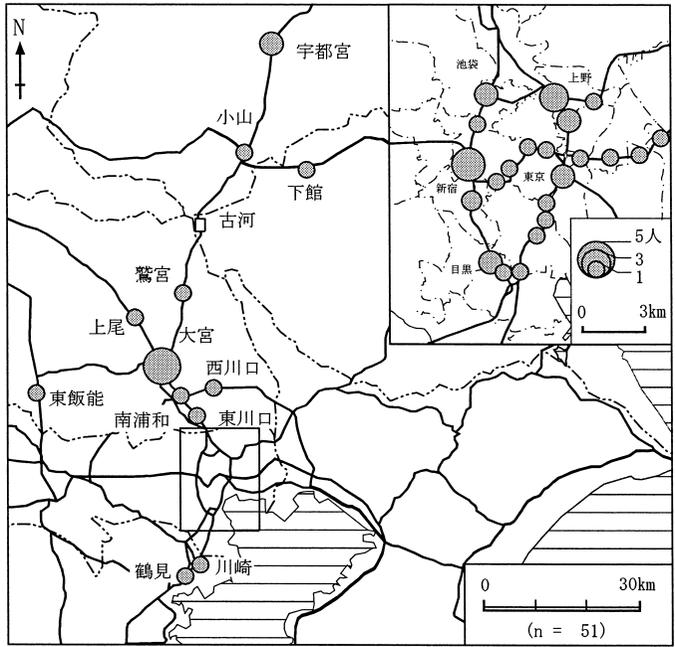 N
宇都宮
小山
下館
古河
鷲宮
上尾
大宮
西川口
東飯能
南浦和
東川口
鶴見
川崎
池袋
上野
新宿
東京
目黒
5人
3
1
0 3km
0 30km
(n = 51)